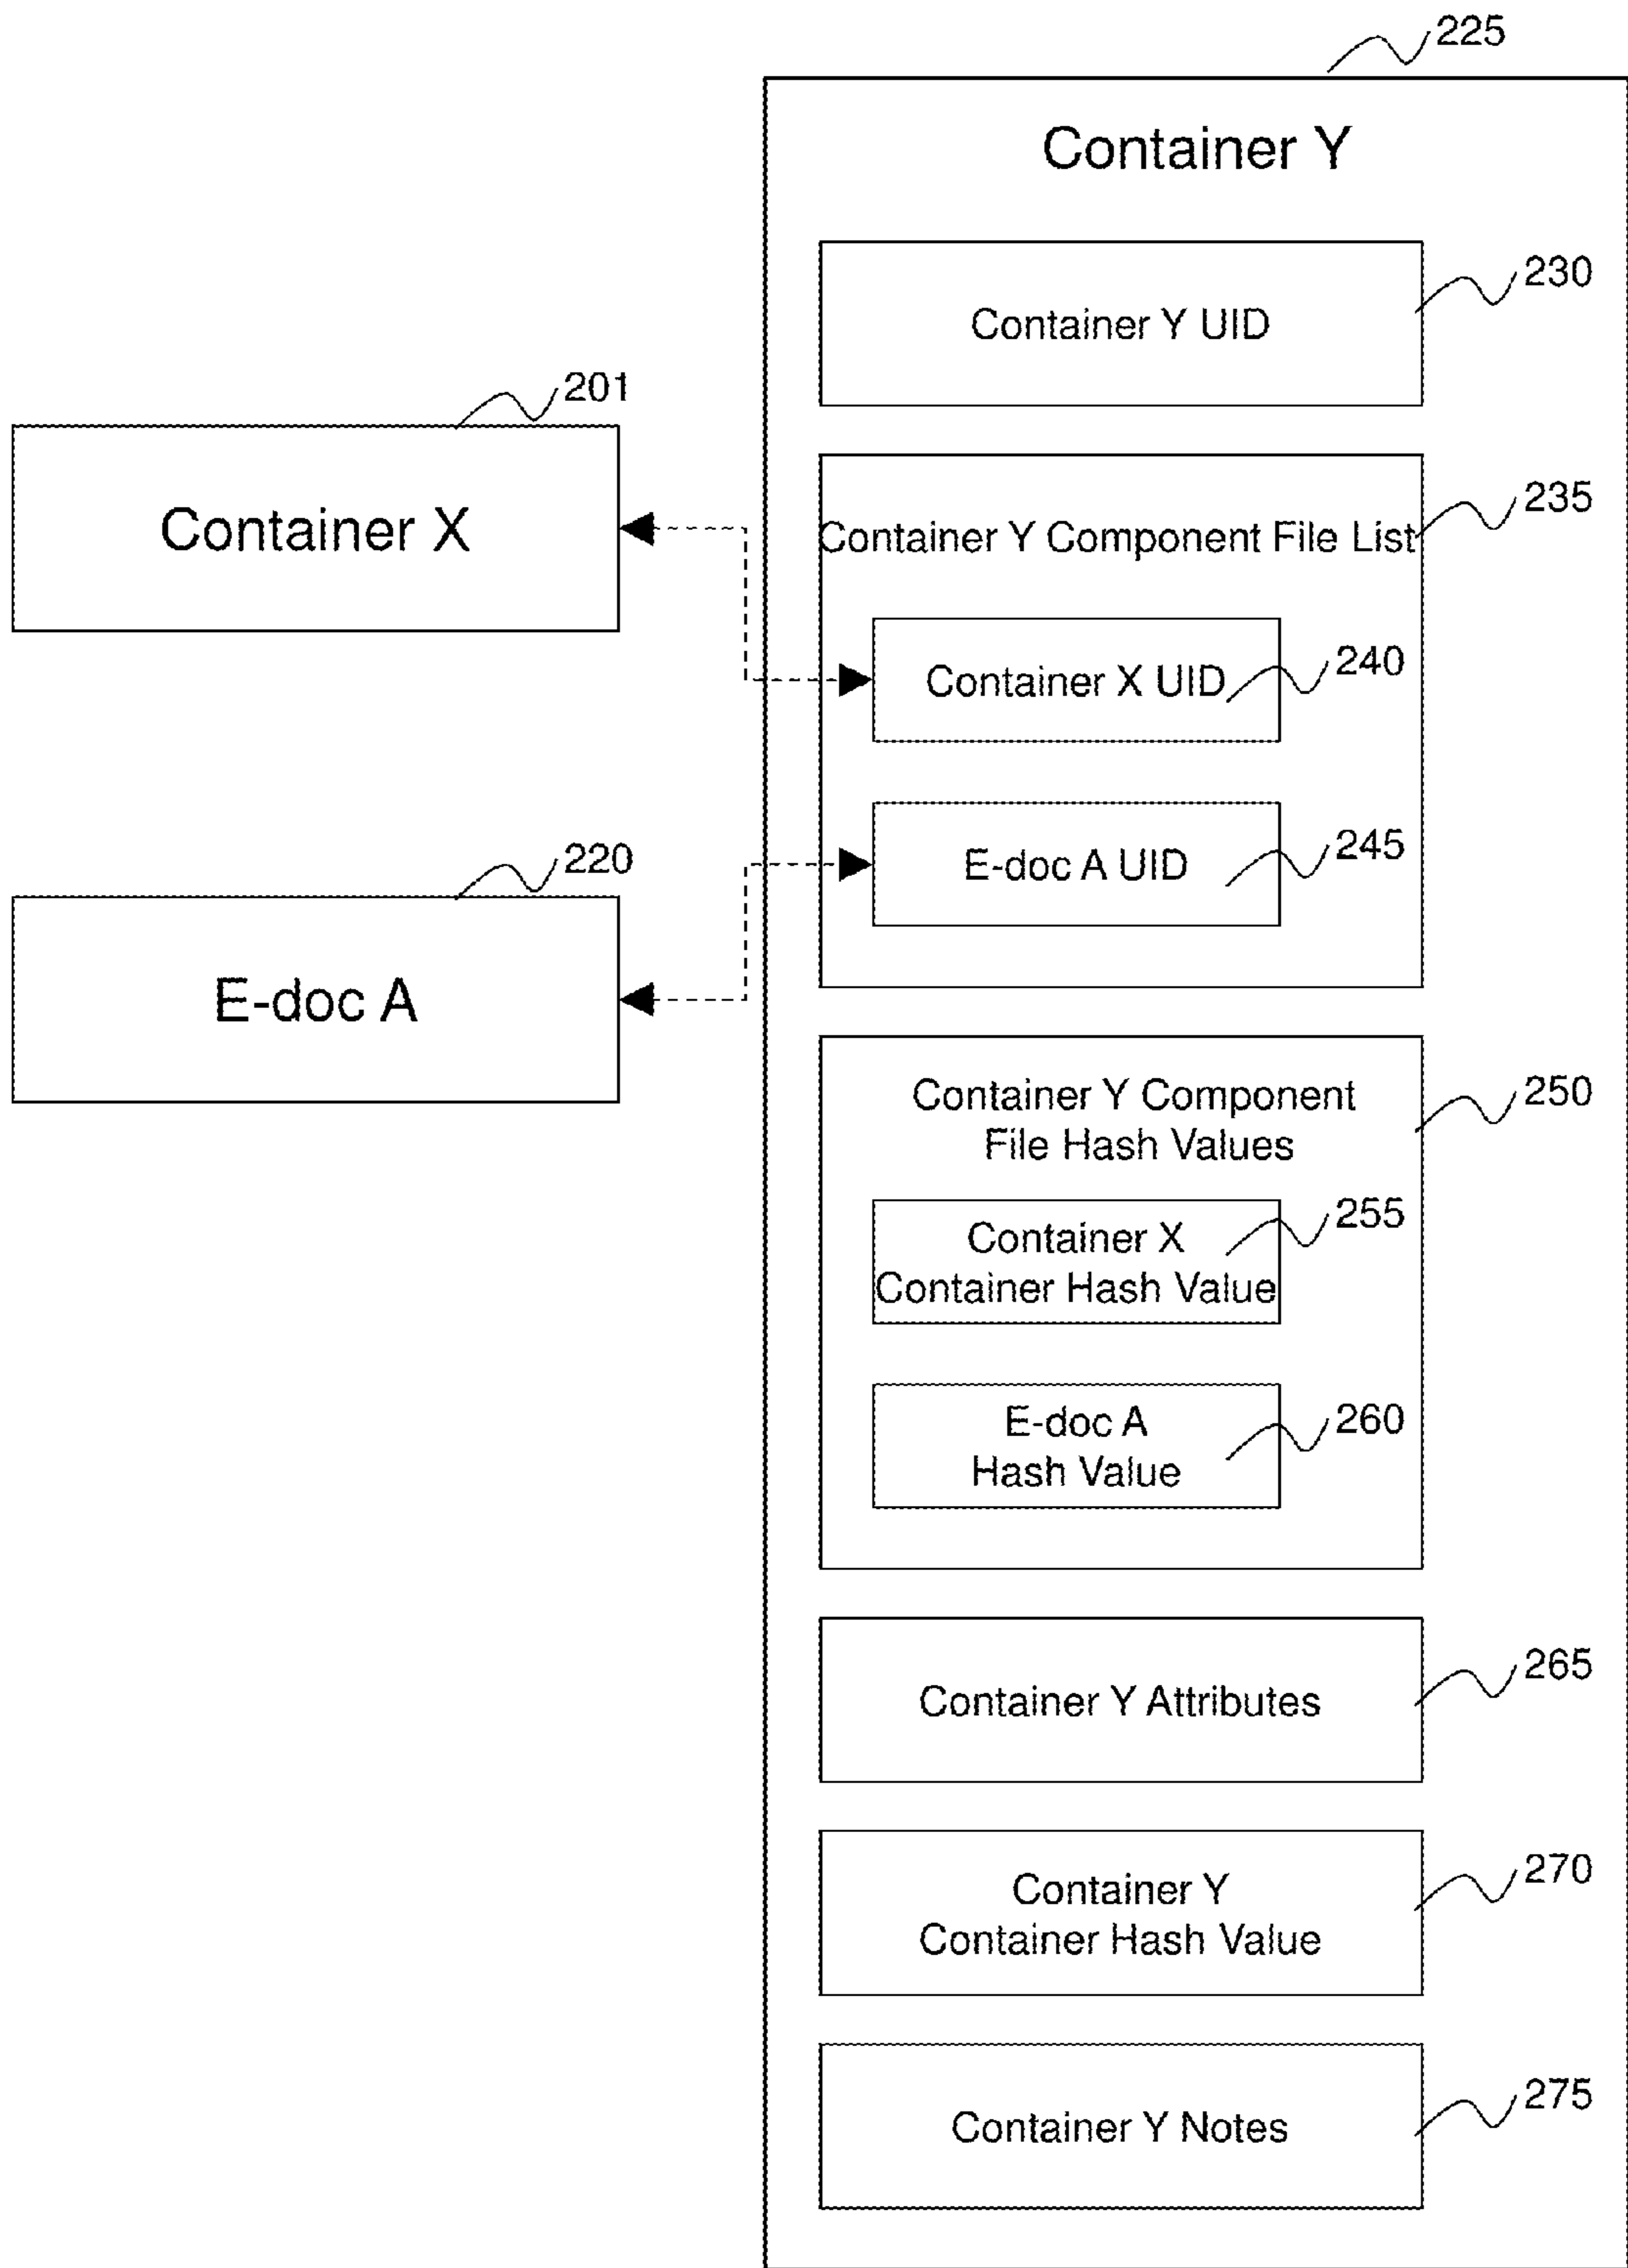 225
Container Y
230
Container Y UID
201
Container X
235
Container Y Component File List
240
Container X UID
245
E-doc A UID
220
E-doc A
250
Container Y Component
File Hash Values
255
Container X
Container Hash Value
260
E-doc A
Hash Value
265
Container Y Attributes
270
Container Y
Container Hash Value
275
Container Y Notes